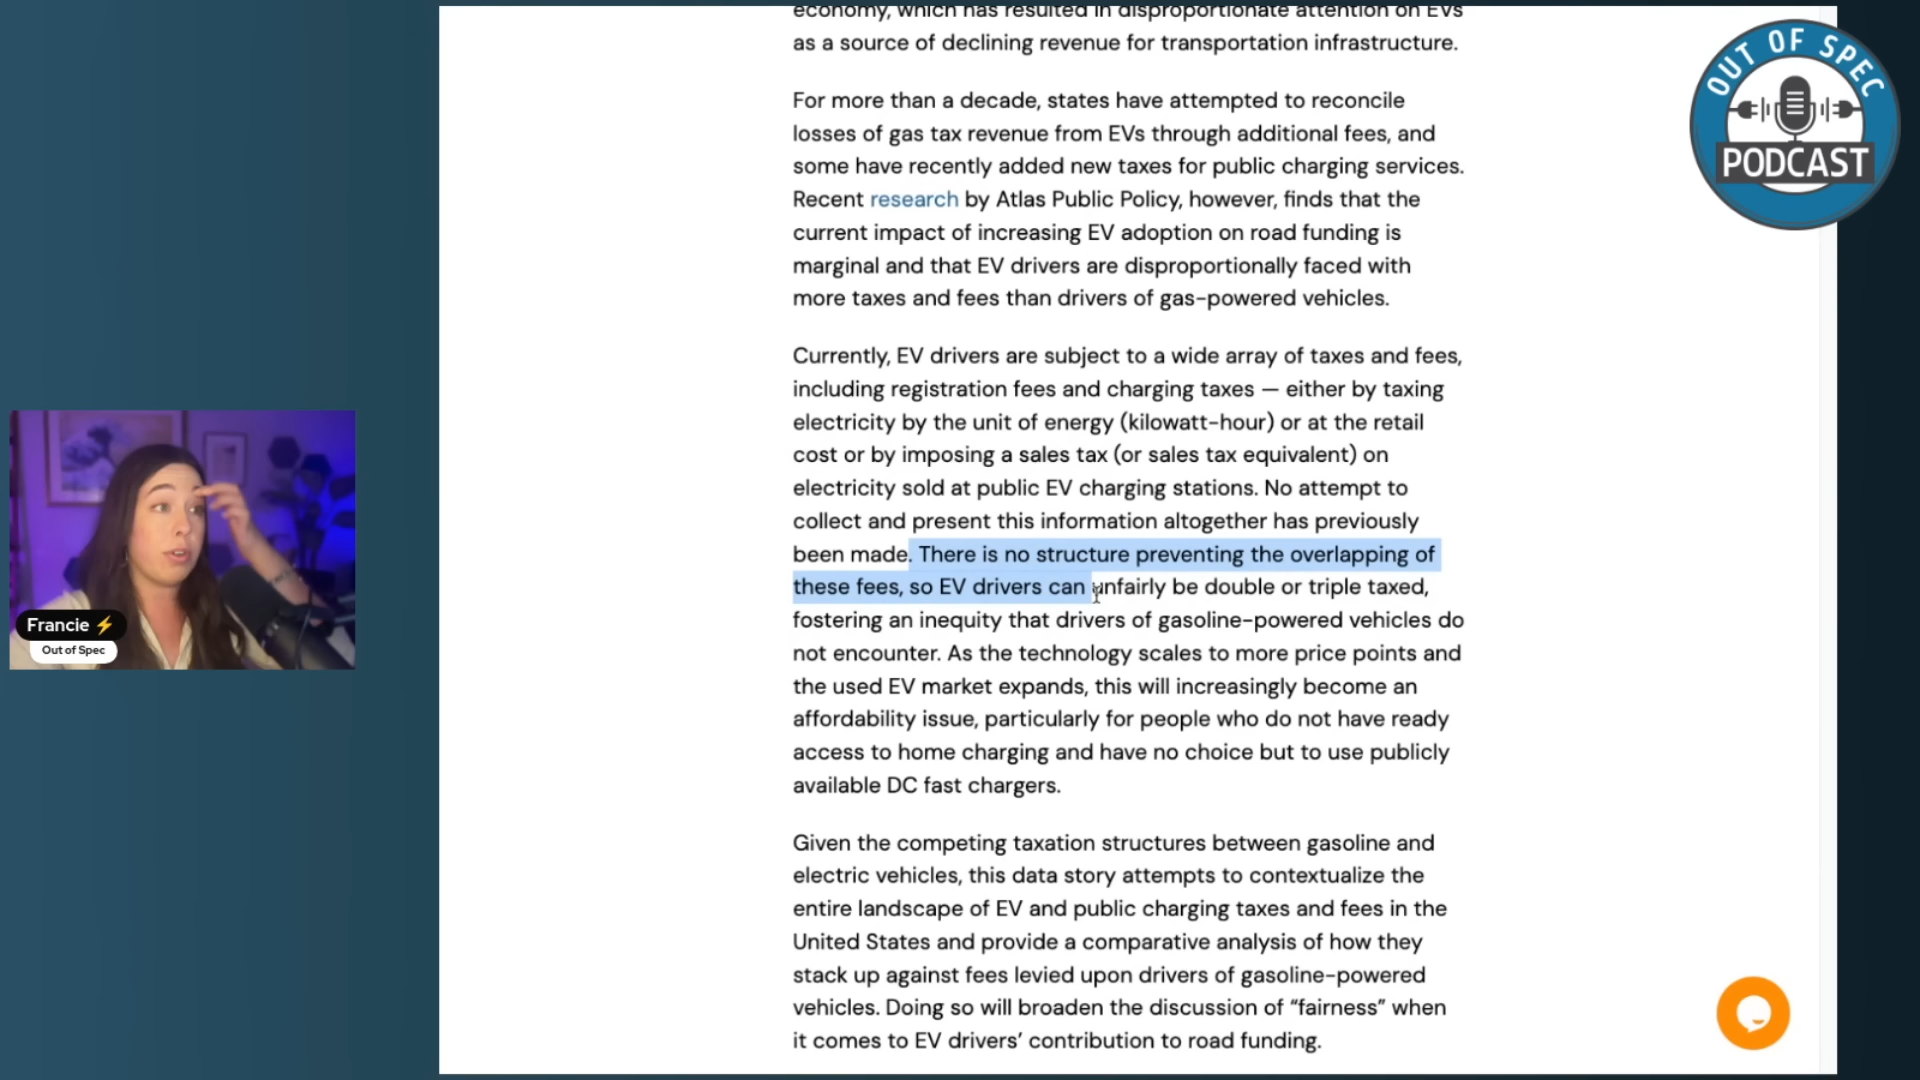 economy, which has resulted in disproportionate attention on EVs
as a source of declining revenue for transportation infrastructure.
For more than a decade, states have attempted to reconcile
losses of gas tax revenue from EVs through additional fees, and
some have recently added new taxes for public charging services.
Recent research by Atlas Public Policy, however, finds that the
current impact of increasing EV adoption on road funding is
marginal and that EV drivers are disproportionally faced with
more taxes and fees than drivers of gas-powered vehicles.
Currently, EV drivers are subject to a wide array of taxes and fees,
including registration fees and charging taxes — either by taxing
electricity by the unit of energy (kilowatt-hour) or at the retail
cost or by imposing a sales tax (or sales tax equivalent) on
electricity sold at public EV charging stations. No attempt to
collect and present this information altogether has previously
been made. There is no structure preventing the overlapping of
these fees, so EV drivers can unfairly be double or triple taxed,
fostering an inequity that drivers of gasoline-powered vehicles do
not encounter. As the technology scales to more price points and
the used EV market expands, this will increasingly become an
affordability issue, particularly for people who do not have ready
access to home charging and have no choice but to use publicly
available DC fast chargers.
Given the competing taxation structures between gasoline and
electric vehicles, this data story attempts to contextualize the
entire landscape of EV and public charging taxes and fees in the
United States and provide a comparative analysis of how they
stack up against fees levied upon drivers of gasoline-powered
vehicles. Doing so will broaden the discussion of “fairness” when
it comes to EV drivers’ contribution to road funding.
OUT OF SPEC
PODCAST
Francie ⚡
Out of Spec